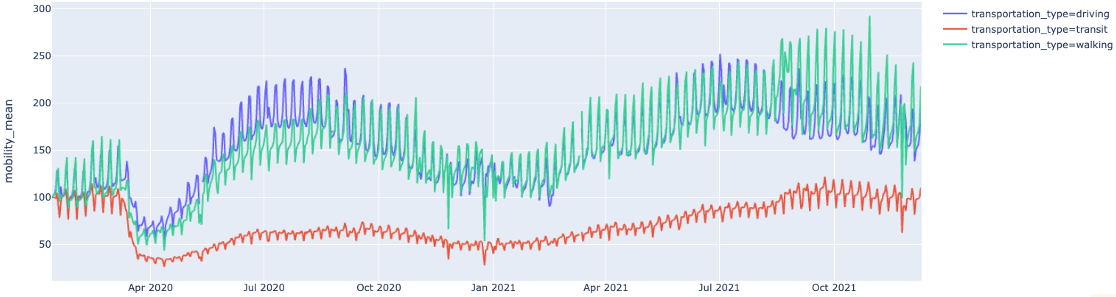 300
250
200
150
100
50
mobility_mean
Apr 2020
Jul 2020
Oct 2020
Jan 2021
Apr 2021
Jul 2021
Oct 2021
transportation_type=driving
transportation_type=transit
transportation_type=walking